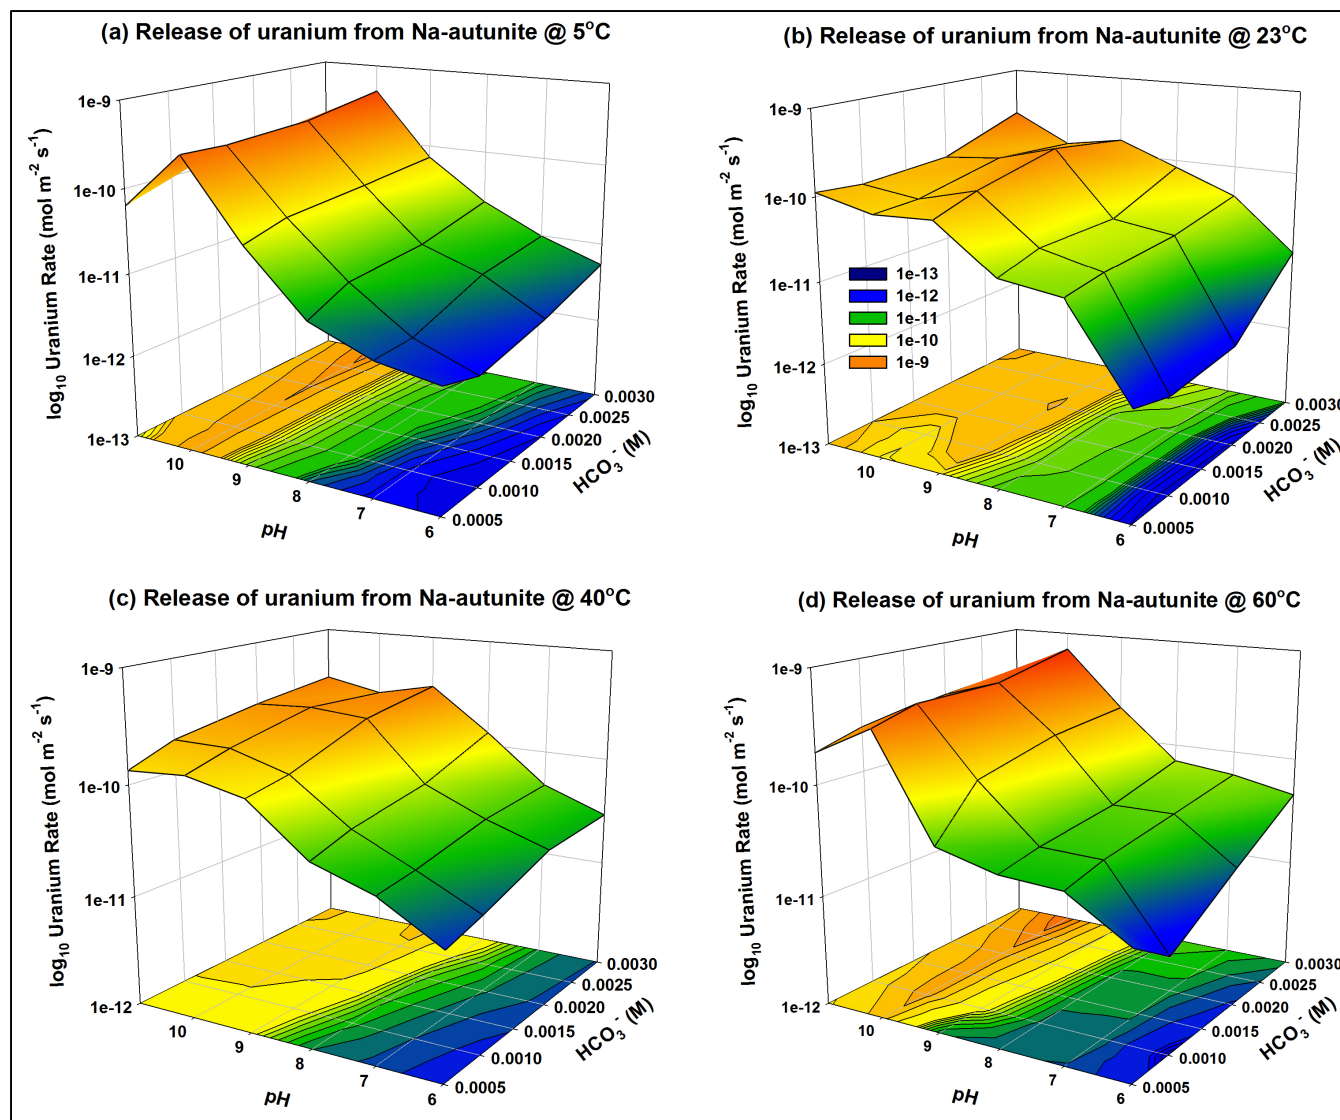 (a) Release of uranium from Na-autunite @ 5°C
1e-9
1e-10
1e-11
1e-12
1e-13
log₁₀ Uranium Rate (mol m⁻² s⁻¹)
10
9
8
7
6
pH
0.0030
0.0025
0.0020
0.0015
0.0010
0.0005
HCO₃⁻ (M)
(b) Release of uranium from Na-autunite @ 23°C
1e-9
1e-10
1e-11
1e-12
1e-13
log₁₀ Uranium Rate (mol m⁻² s⁻¹)
1e-13
1e-12
1e-11
1e-10
1e-9
10
9
8
7
6
pH
0.0030
0.0025
0.0020
0.0015
0.0010
0.0005
HCO₃⁻ (M)
(c) Release of uranium from Na-autunite @ 40°C
1e-9
1e-10
1e-11
1e-12
log₁₀ Uranium Rate (mol m⁻² s⁻¹)
10
9
8
7
6
pH
0.0030
0.0025
0.0020
0.0015
0.0010
0.0005
HCO₃⁻ (M)
(d) Release of uranium from Na-autunite @ 60°C
1e-9
1e-10
1e-11
1e-12
log₁₀ Uranium Rate (mol m⁻² s⁻¹)
10
9
8
7
6
pH
0.0030
0.0025
0.0020
0.0015
0.0010
0.0005
HCO₃⁻ (M)